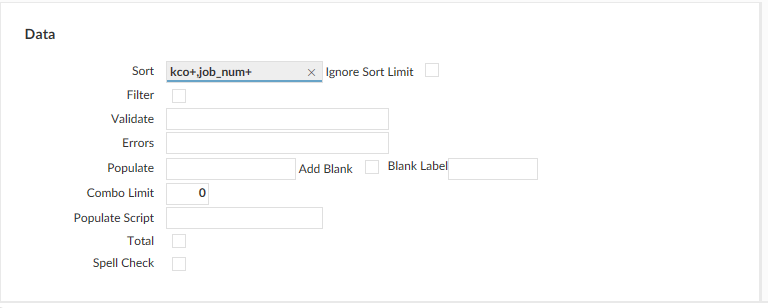 Data
Sort kco+,job_num+ × Ignore Sort Limit
Filter
Validate
Errors
Populate Add Blank Blank Label
Combo Limit 0
Populate Script
Total
Spell Check